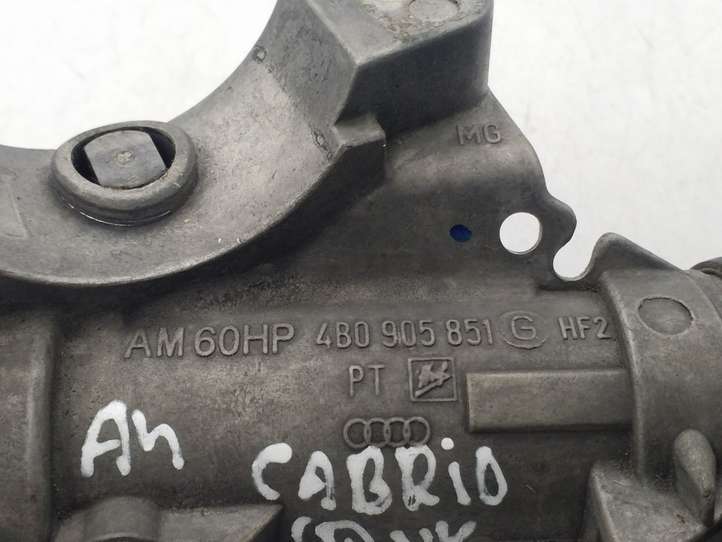 MG
AM60HP 4B0 905 851 G HF2
PT
A4 CABRIO